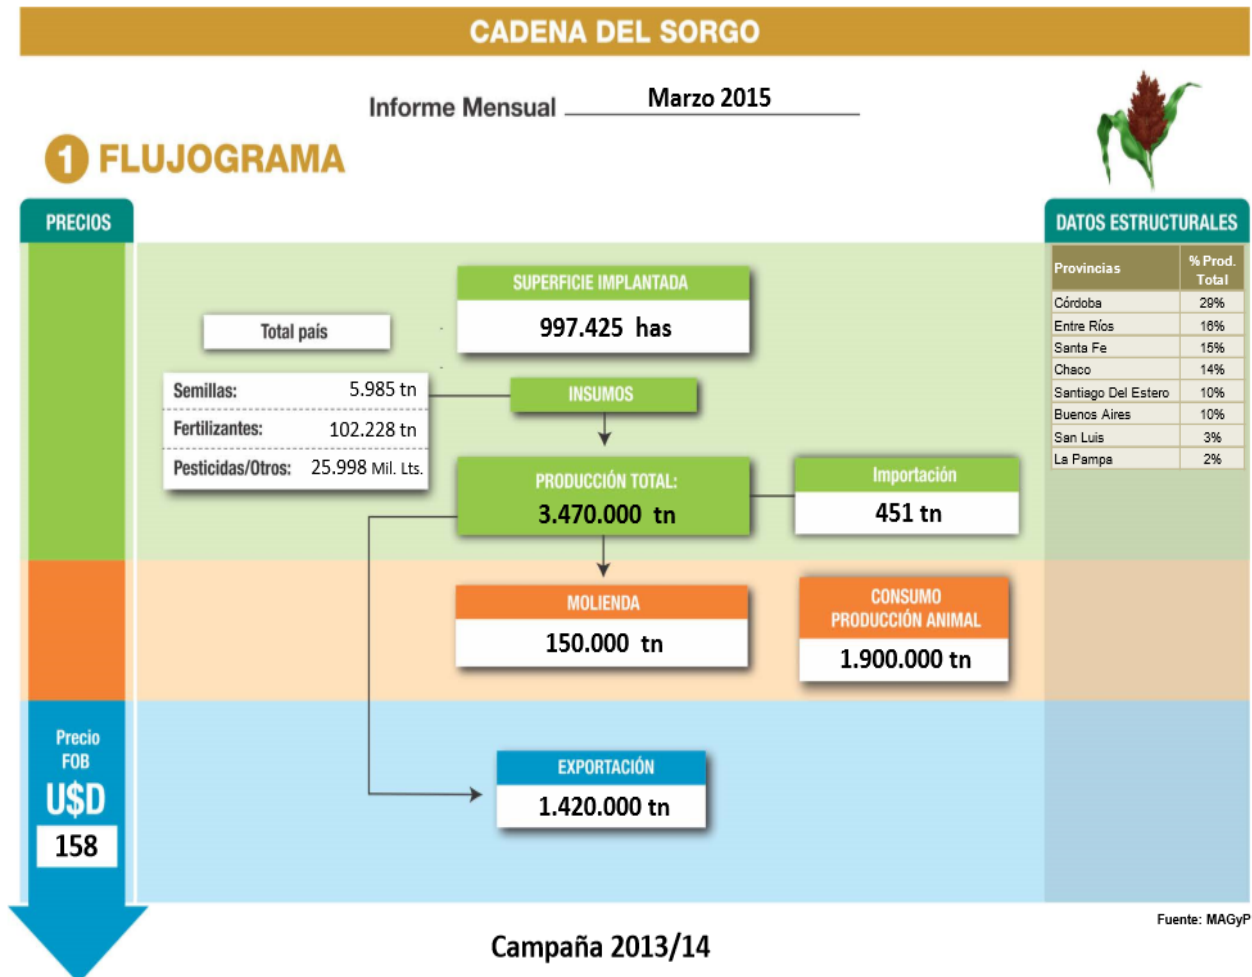 CADENA DEL SORGO
Informe Mensual Marzo 2015
1 FLUJOGRAMA
PRECIOS
DATOS ESTRUCTURALES
Provincias % Prod. Total
Córdoba 29%
Entre Ríos 16%
Santa Fe 15%
Chaco 14%
Santiago Del Estero 10%
Buenos Aires 10%
San Luis 3%
La Pampa 2%
SUPERFICIE IMPLANTADA
997.425 has
Total país
Semillas: 5.985 tn
Fertilizantes: 102.228 tn
Pesticidas/Otros: 25.998 Mil. Lts.
INSUMOS
PRODUCCIÓN TOTAL:
3.470.000 tn
Importación
451 tn
MOLIENDA
150.000 tn
CONSUMO
PRODUCCIÓN ANIMAL
1.900.000 tn
Precio
FOB
U$D
158
EXPORTACIÓN
1.420.000 tn
Fuente: MAGyP
Campaña 2013/14